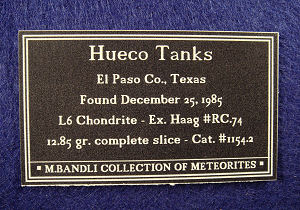 Hueco Tanks
El Paso Co., Texas
Found December 25, 1985
L6 Chondrite - Ex. Haag #RC.74
12.85 gr. complete slice - Cat. #1154.2
M.BANDLI COLLECTION OF METEORITES